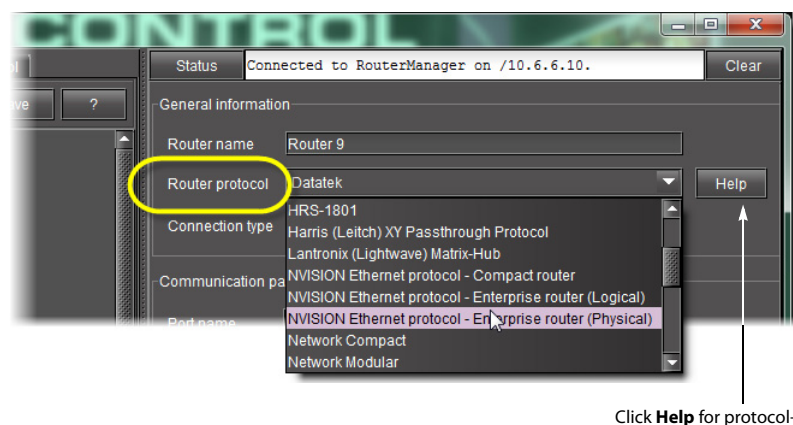 CONTROL
Status Connected to RouterManager on /10.6.6.10. Clear
?
General information
Router name Router 9
Router protocol Datatek Help
HRS-1801
Connection type
Harris (Leitch) XY Passthrough Protocol
Lantronix (Lightwave) Matrix-Hub
NVISION Ethernet protocol - Compact router
Communication pa
NVISION Ethernet protocol - Enterprise router (Logical)
NVISION Ethernet protocol - Enterprise router (Physical)
Port name
Network Compact
Network Modular
Click Help for protocol-